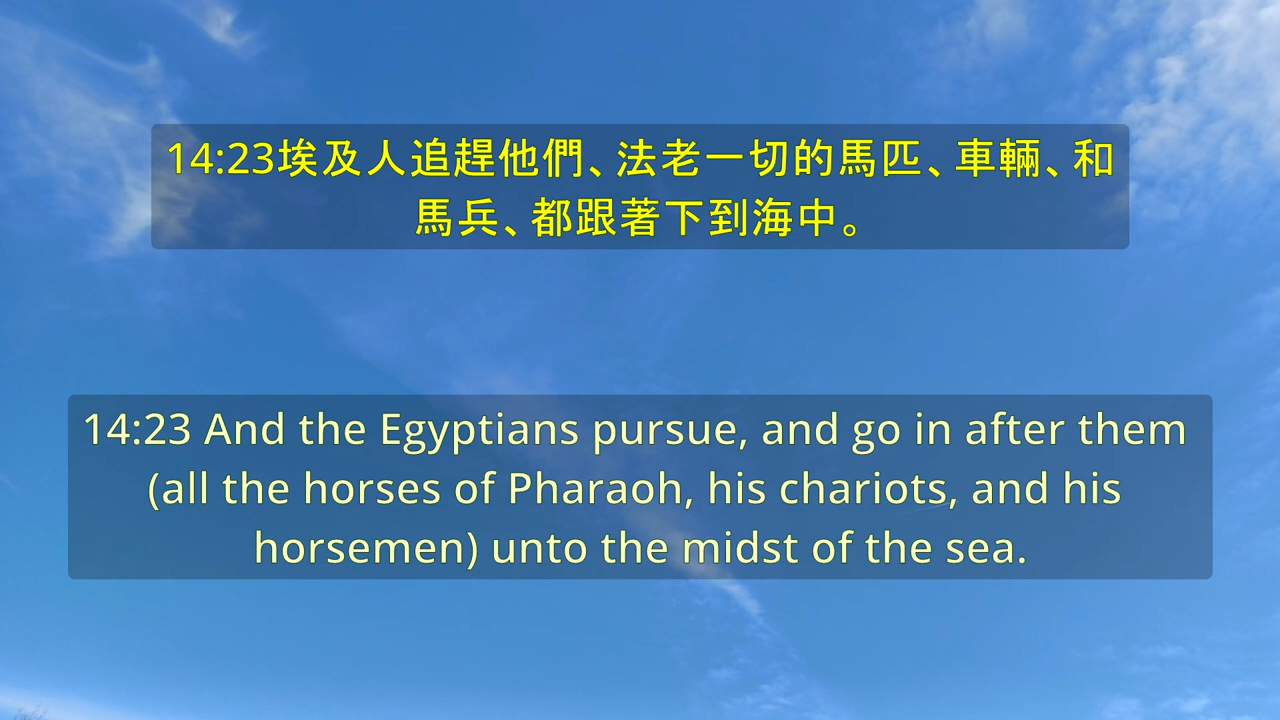 14:23埃及人追趕他們、法老一切的馬匹、車輛、和
馬兵、都跟著下到海中。
14:23 And the Egyptians pursue, and go in after them
(all the horses of Pharaoh, his chariots, and his
horsemen) unto the midst of the sea.